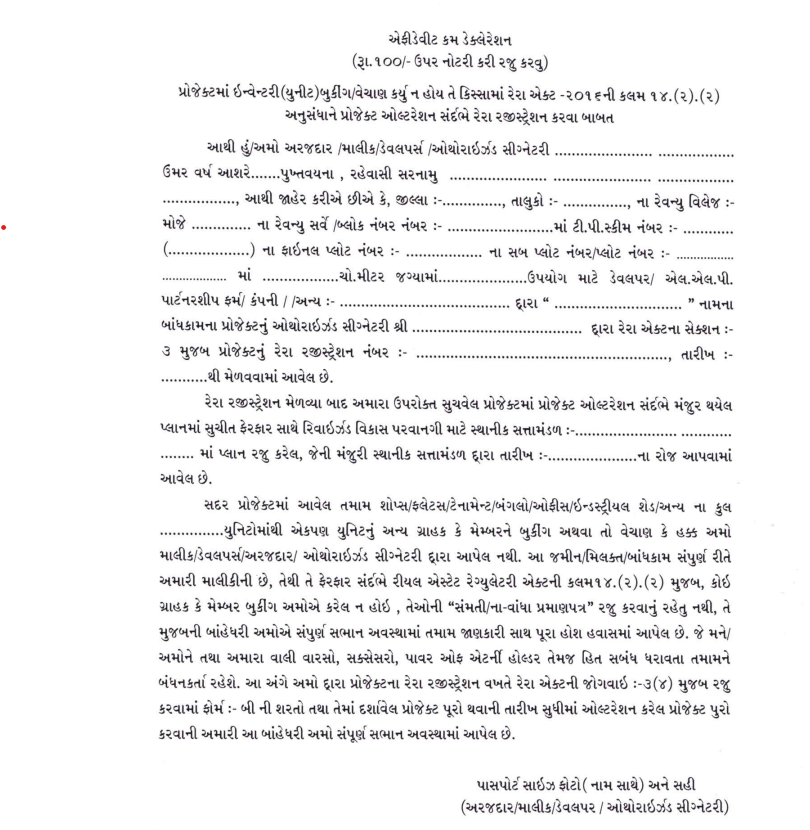 એફીડેવીટ કમ ડેક્લેરેશન
(રૂા.૧૦૦/- ઉપર નોટરી કરી રજુ કરવુ)
પ્રોજેક્ટમાં ઇન્વેન્ટરી(યુનીટ)બુકીંગ/વેચાણ કર્યુ ન હોય તે કિસ્સામાં રેરા એક્ટ -૨૦૧૬ની કલમ ૧૪.(૨).(૨)
અનુસંધાને પ્રોજેક્ટ ઓલ્ટરેશન સંર્દભે રેરા રજીસ્ટ્રેશન કરવા બાબત
આથી હું/અમો અરજદાર /માલીક/ડેવલપર્સ /ઓથોરાઇર્ઝ્ડ સીગ્નેટરી .................... ....................
ઉંમર વર્ષ આશરે.......પુખ્તવયના , રહેવાસી સરનામુ .................... .................... ....................
..................., આથી જાહેર કરીએ છીએ કે, જીલ્લા :-................, તાલુકો :- ................, ના રેવન્યુ વિલેજ :-
મોજે ................ ના રેવન્યુ સર્વે /બ્લોક નંબર નંબર :- ............................માં ટી.પી.સ્કીમ નંબર :- .............
(.....................) ના ફાઇનલ પ્લોટ નંબર :- .................... ના સબ પ્લોટ નંબર/પ્લોટ નંબર :- ...................
..................... માં ....................ચો.મીટર જગ્યામાં.......................ઉપયોગ માટે ડેવલપર/ એલ.એલ.પી.
પાર્ટનરશીપ ફર્મ/ કંપની / /અન્ય :- ............................................. દ્વારા “ ................................. ” નામના
બાંધકામના પ્રોજેક્ટનું ઓથોરાઇર્ઝ્ડ સીગ્નેટરી શ્રી ............................................. દ્વારા રેરા એક્ટના સેક્શન :-
૩ મુજબ પ્રોજેક્ટનું રેરા રજીસ્ટ્રેશન નંબર :- ..................................................................., તારીખ :-
............થી મેળવવામાં આવેલ છે.
રેરા રજીસ્ટ્રેશન મેળવ્યા બાદ અમારા ઉપરોક્ત સુચવેલ પ્રોજેક્ટમાં પ્રોજેક્ટ ઓલ્ટરેશન સંર્દભે મંજુર થયેલ
પ્લાનમાં સુચીત ફેરફાર સાથે રિવાઇર્ઝ્ડ વિકાસ પરવાનગી માટે સ્થાનીક સત્તામંડળ :-........................... ..............
......... માં પ્લાન રજુ કરેલ, જેની મંજુરી સ્થાનીક સત્તામંડળ દ્વારા તારીખ :-.......................ના રોજ આપવામાં
આવેલ છે.
સદર પ્રોજેક્ટમાં આવેલ તમામ શોપ્સ/ફલેટસ/ટેનામેન્ટ/બંગલો/ઓફીસ/ઇન્ડસ્ટ્રીયલ શેડ/અન્ય ના કુલ
.................યુનિટોમાંથી એકપણ યુનિટનું અન્ય ગ્રાહક કે મેમ્બરને બુકીંગ અથવા તો વેચાણ કે હક્ક અમો
માલીક/ડેવલપર્સ/અરજદાર/ ઓથોરાઇર્ઝ્ડ સીગ્નેટરી દ્વારા આપેલ નથી. આ જમીન/મિલક્ત/બાંધકામ સંપુર્ણ રીતે
અમારી માલીકીની છે, તેથી તે ફેરફાર સંર્દભે રીયલ એસ્ટેટ રેગ્યુલેટરી એક્ટની કલમ૧૪.(૨).(૨) મુજબ, કોઇ
ગ્રાહક કે મેમ્બર બુકીંગ અમોએ કરેલ ન હોઇ , તેઓની “સંમતી/ના-વાંધા પ્રમાણપત્ર” રજુ કરવાનું રહેતુ નથી, તે
મુજબની બાંહેધરી અમોએ સંપુર્ણ સભાન અવસ્થામાં તમામ જાણકારી સાથ પૂરા હોશ હવાસમાં આપેલ છે. જે મને/
અમોને તથા અમારા વાલી વારસો, સક્સેસરો, પાવર ઓફ એટર્ની હોલ્ડર તેમજ હિત સબંધ ધરાવતા તમામને
બંધનકર્તા રહેશે. આ અંગે અમો દ્વારા પ્રોજેક્ટના રેરા રજીસ્ટ્રેશન વખતે રેરા એક્ટની જોગવાઇ :-૩(૪) મુજબ રજુ
કરવામાં ફોર્મ :- બી ની શરતો તથા તેમાં દર્શાવેલ પ્રોજેક્ટ પૂરો થવાની તારીખ સુધીમાં ઓલ્ટરેશન કરેલ પ્રોજેક્ટ પુરો
કરવાની અમારી આ બાંહેધરી અમો સંપૂર્ણ સભાન અવસ્થામાં આપેલ છે.
પાસપોર્ટ સાઇઝ ફોટો( નામ સાથે) અને સહી
(અરજદાર/માલીક/ડેવલપર / ઓથોરાઇર્ઝ્ડ સીગ્નેટરી)